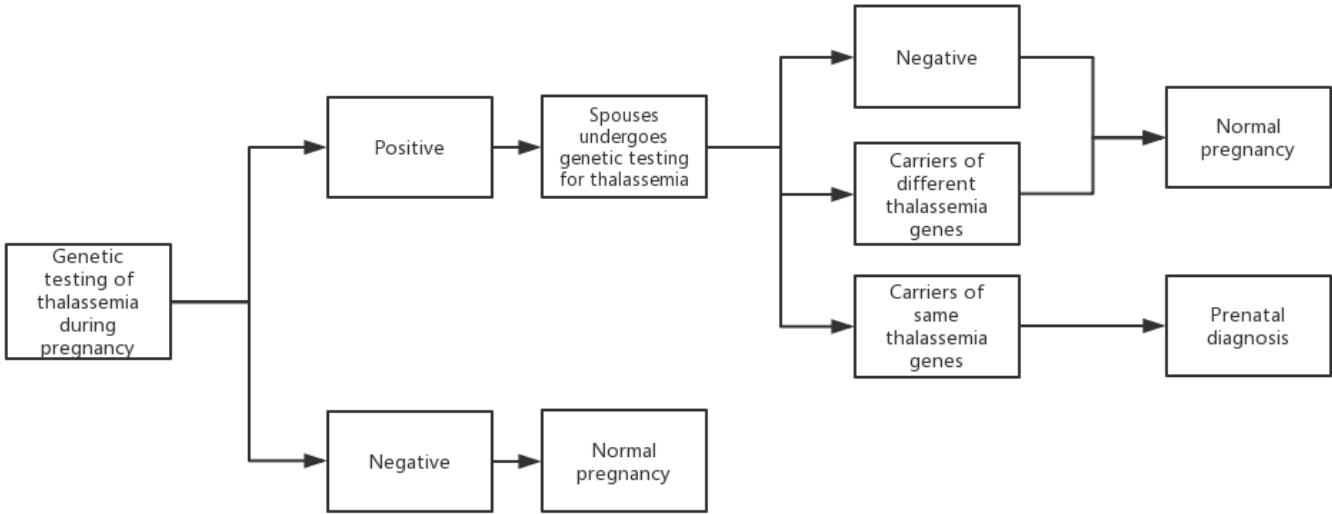 Genetic
testing of
thalassemia
during
pregnancy
Positive
Spouses
undergoes
genetic testing
for thalassemia
Negative
Carriers of
different
thalassemia
genes
Normal
pregnancy
Carriers of
same
thalassemia
genes
Prenatal
diagnosis
Negative
Normal
pregnancy